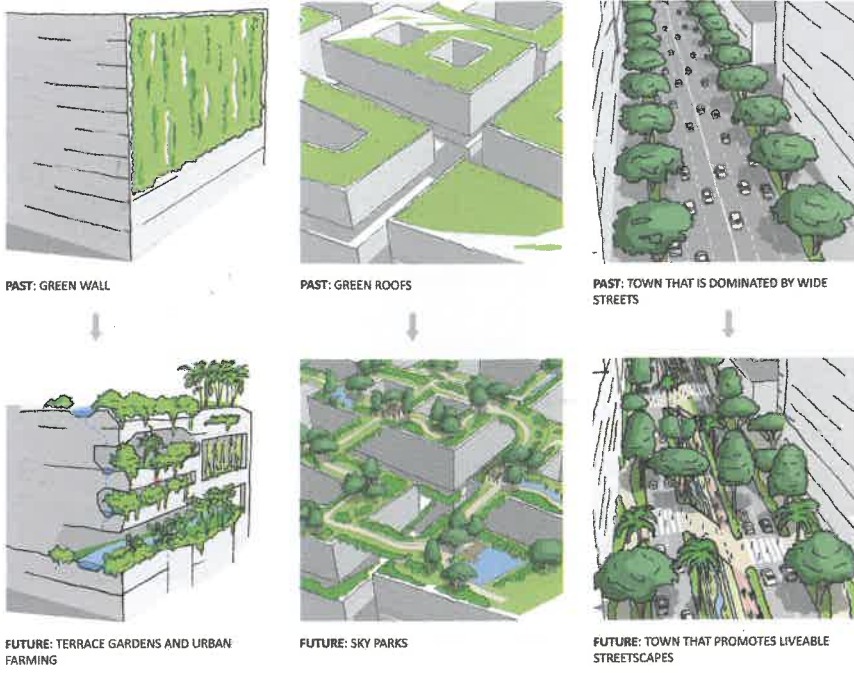 PAST: GREEN WALL
PAST: GREEN ROOFS
PAST: TOWN THAT IS DOMINATED BY WIDE
STREETS
FUTURE: TERRACE GARDENS AND URBAN
FARMING
FUTURE: SKY PARKS
FUTURE: TOWN THAT PROMOTES LIVEABLE
STREETSCAPES